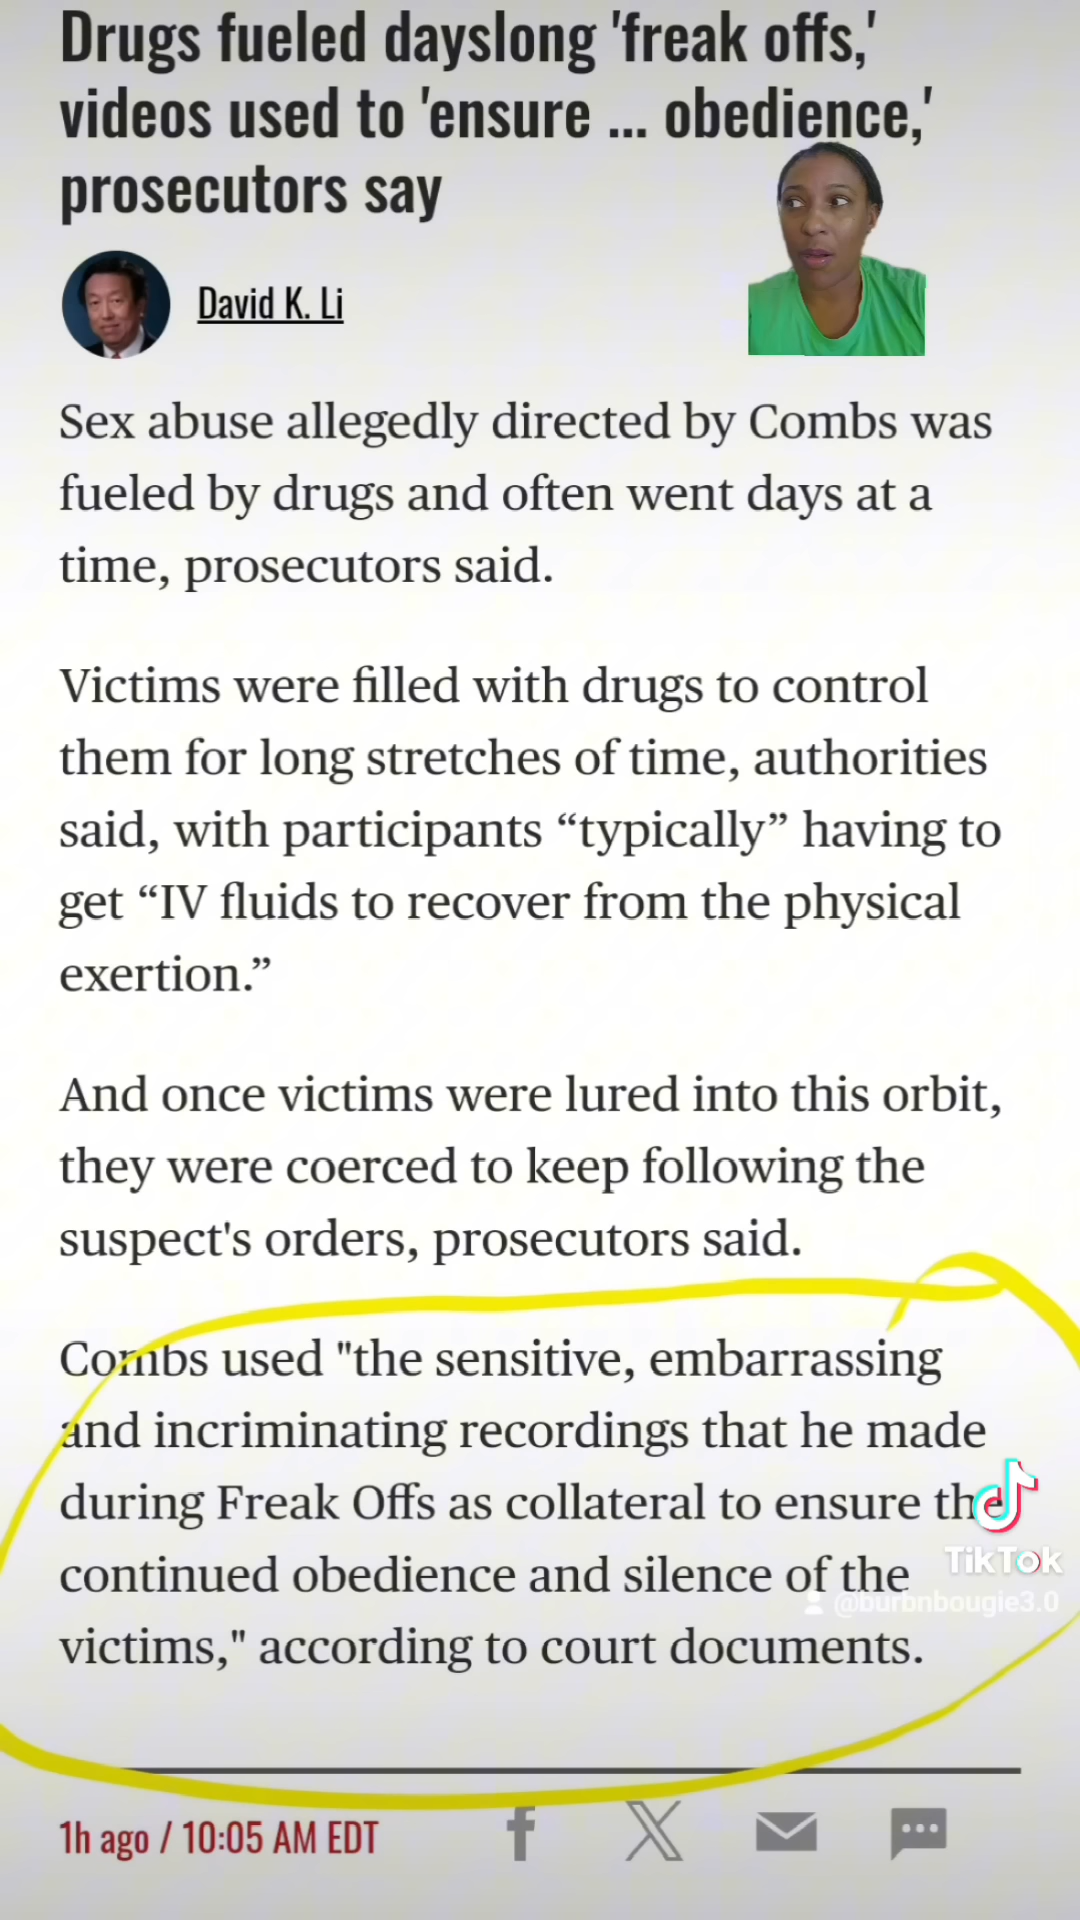 Drugs fueled dayslong 'freak offs,'
videos used to 'ensure ... obedience,'
prosecutors say
David K. Li
Sex abuse allegedly directed by Combs was
fueled by drugs and often went days at a
time, prosecutors said.
Victims were filled with drugs to control
them for long stretches of time, authorities
said, with participants “typically” having to
get “IV fluids to recover from the physical
exertion.”
And once victims were lured into this orbit,
they were coerced to keep following the
suspect's orders, prosecutors said.
Combs used "the sensitive, embarrassing
and incriminating recordings that he made
during Freak Offs as collateral to ensure the
continued obedience and silence of the
victims," according to court documents.
TikTok
@burbnbougie3.0
1h ago / 10:05 AM EDT